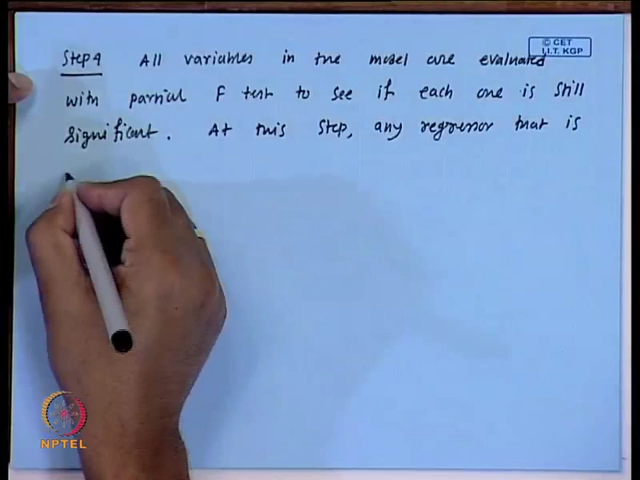 © CET
I.I.T. KGP
Step 4 All variables in the model are evaluated
with partial F test to see if each one is still
significant. At this step, any regressor that is
NPTEL